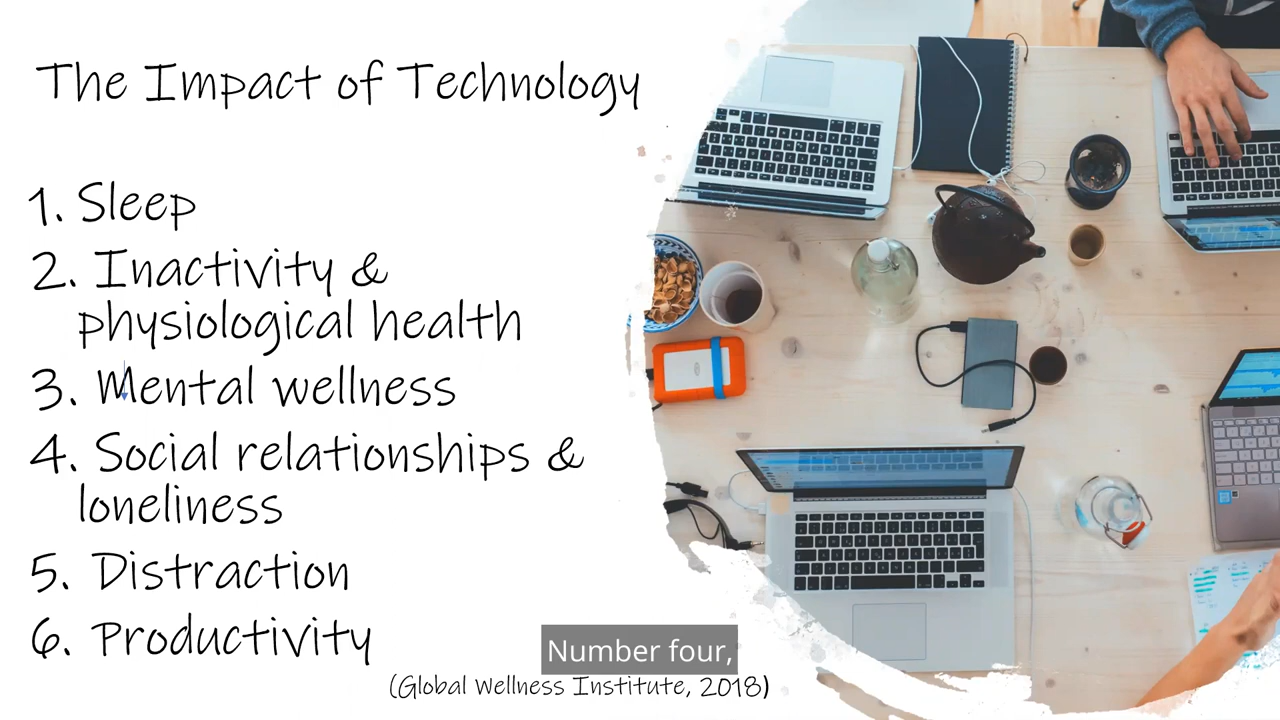 The Impact of Technology
1. Sleep
2. Inactivity &
physiological health
3. Mental wellness
4. Social relationships &
loneliness
5. Distraction
6. Productivity
Number four,
(Global Wellness Institute, 2018)